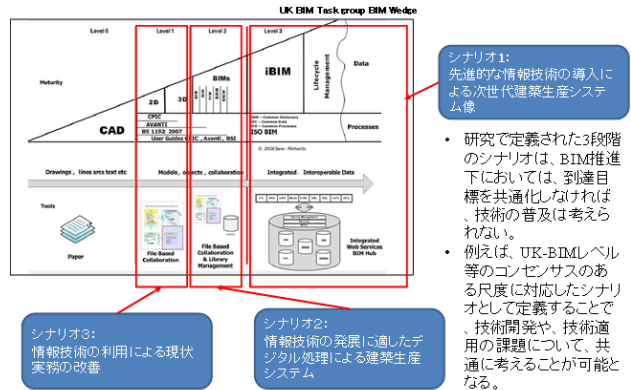 UK BIM Task group BIM Wedge
Level 0
Level 1
Level 2
Level 3
Maturity
BIMs
iBIM
Lifecycle
Management
Data
2D
3D
CAD
CPIC
AVANTI
BS 1192 2007
User Guides CPIC, Avanti, BSI
ISO BIM
Processes
© 2008 Bew - Richards
Drawings, lines arcs text etc
Models, objects, collaboration
Integrated, Interoperable Data
Tools
Paper
File Based
Collaboration
File Based
Collaboration
& Library
Management
Integrated
Web Services
BIM Hub
シナリオ1:
先進的な情報技術の導入に
よる次世代建築生産システ
ム像
• 研究で定義された3段階
のシナリオは、BIM推進
下においては、到達目
標を共通化しなければ
、技術の普及は考えら
れない。
• 例えば、UK-BIMレベル
等のコンセンサスのあ
る尺度に対応したシナリ
オとして定義することで
、技術開発や、技術適
用の課題について、共
通に考えることが可能と
なる。
シナリオ3:
情報技術の利用による現状
実務の改善
シナリオ2:
情報技術の発展に適したデ
ジタル処理による建築生産
システム